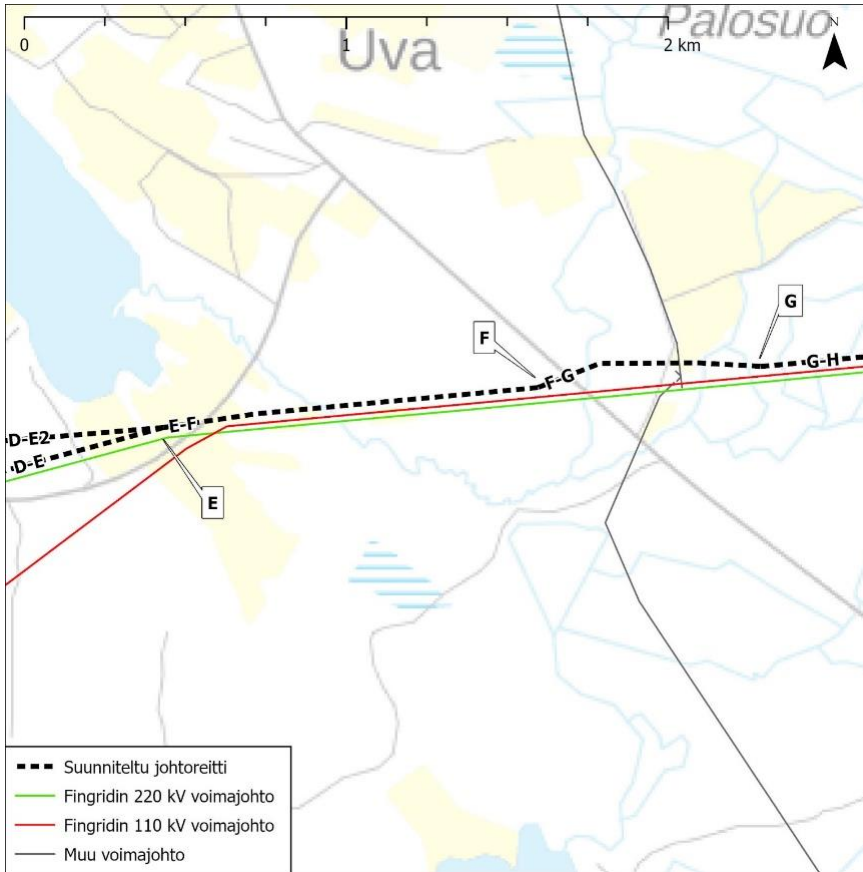 0
1
2 km
N
Uva
Palosuo
G
F
G-H
F-G
E-F
D-E2
D-E
E
Suunniteltu johtoreitti
Fingridin 220 kV voimajohto
Fingridin 110 kV voimajohto
Muu voimajohto